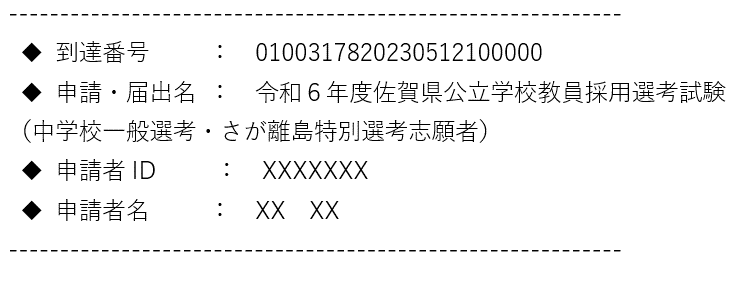 ------------------------------------------------------------
◆ 到達番号　　： 0100317820230512100000
◆ 申請・届出名 ： 令和６年度佐賀県公立学校教員採用選考試験
（中学校一般選考・さが離島特別選考志願者）
◆ 申請者 ID　　： XXXXXXX
◆ 申請者名　　： XX　XX
------------------------------------------------------------